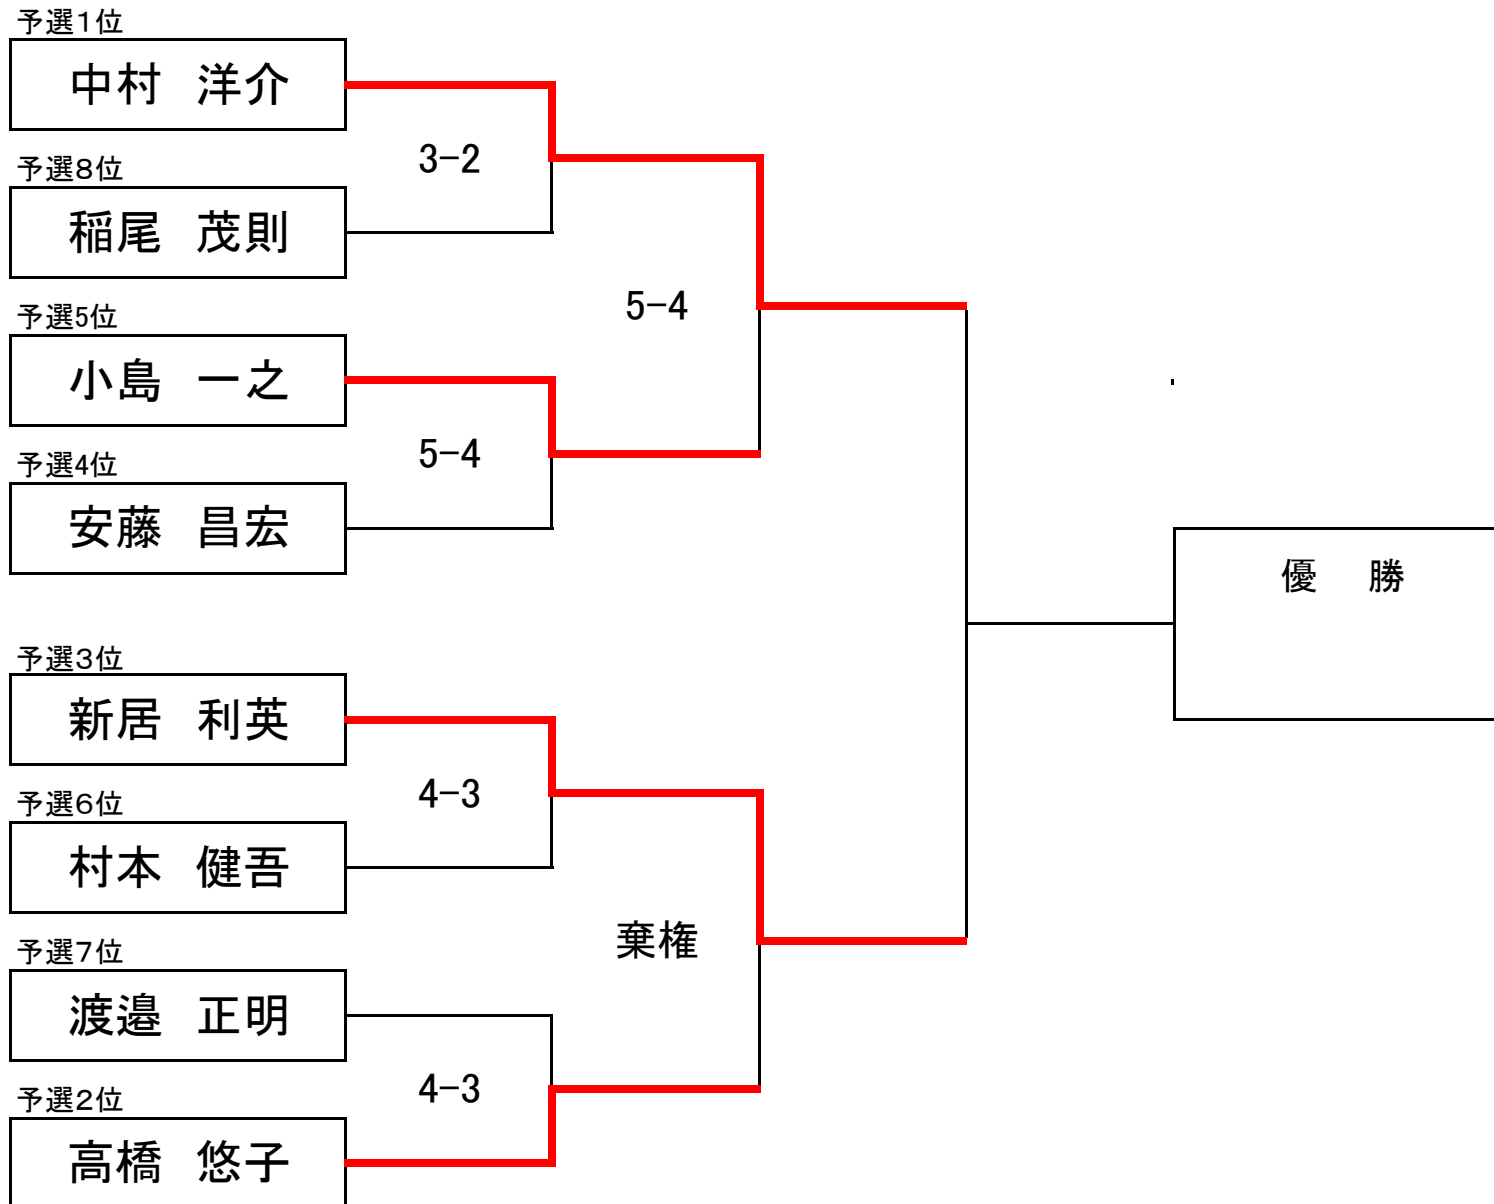 予選1位
中村 洋介
3-2
予選8位
稲尾 茂則
5-4
予選5位
小島 一之
5-4
予選4位
安藤 昌宏
優 勝
予選3位
新居 利英
4-3
予選6位
村本 健吾
棄権
予選7位
渡邉 正明
4-3
予選2位
高橋 悠子